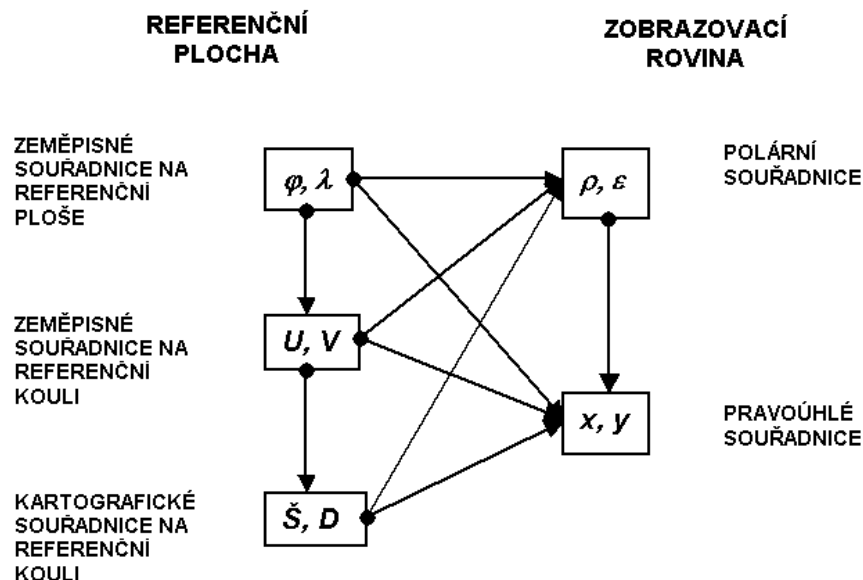 REFERENČNÍ
PLOCHA
ZOBRAZOVACÍ
ROVINA
ZEMĚPISNÉ
SOUŘADNICE NA
REFERENČNÍ
PLOŠE
φ, λ
ρ, ε
POLÁRNÍ
SOUŘADNICE
ZEMĚPISNÉ
SOUŘADNICE NA
REFERENČNÍ
KOULI
U, V
x, y
PRAVOÚHLÉ
SOUŘADNICE
KARTOGRAFICKÉ
SOUŘADNICE NA
REFERENČNÍ
KOULI
Š, D